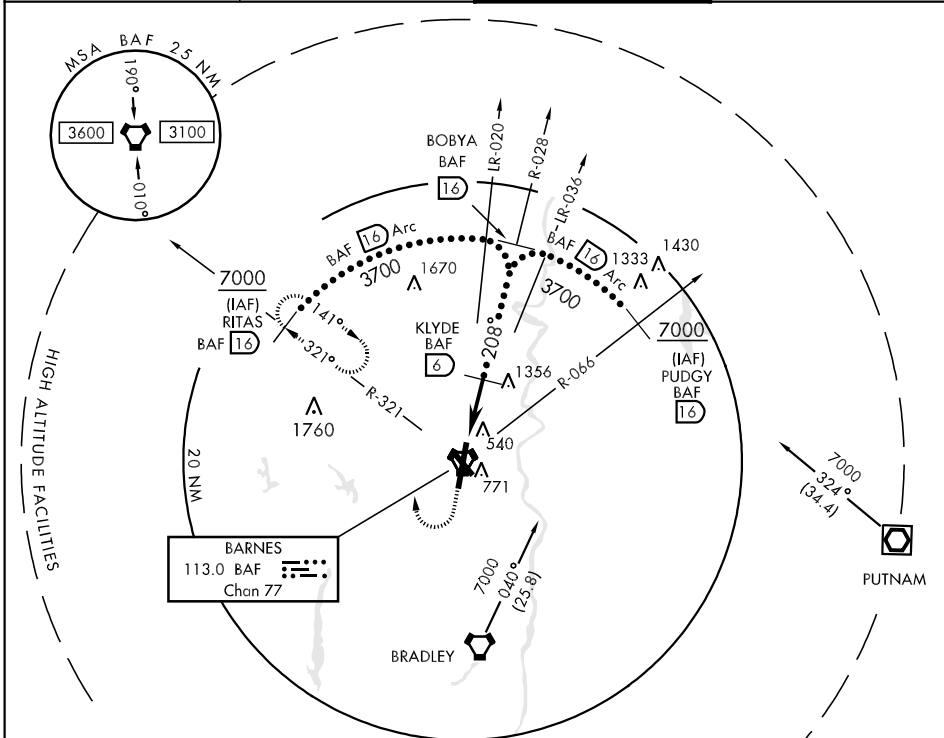 MSA BAF 25 NM
190°
3600
3100
010°
BOBYA
BAF
16
LR-020
R-028
LR-036
BAF 16 Arc
3700
1670
BAF 16 Arc
3700
1333
1430
7000
(IAF)
RITAS
BAF 16
141°
321°
R-321
KLYDE
BAF
6
208°
1356
R-066
7000
(IAF)
PUDGY
BAF
16
1760
540
771
HIGH ALTITUDE FACILITIES
20 NM
BARNES
113.0 BAF
Chan 77
7000
040°
(25.8)
BRADLEY
7000
324°
(34.4)
PUTNAM